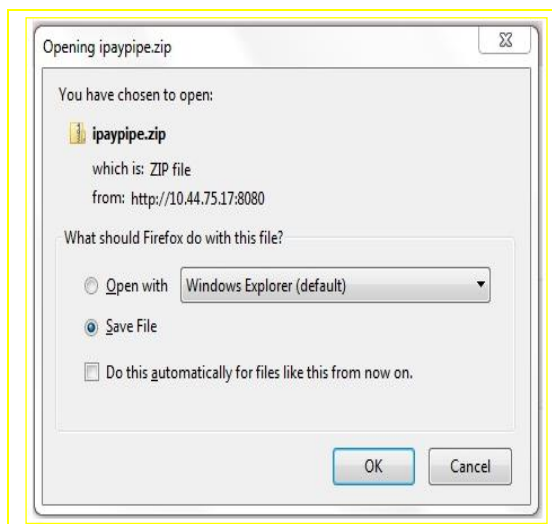 Opening ipaypipe.zip
You have chosen to open:
ipaypipe.zip
which is: ZIP file
from: http://10.44.75.17:8080
What should Firefox do with this file?
Open with Windows Explorer (default)
Save File
Do this automatically for files like this from now on.
OK Cancel